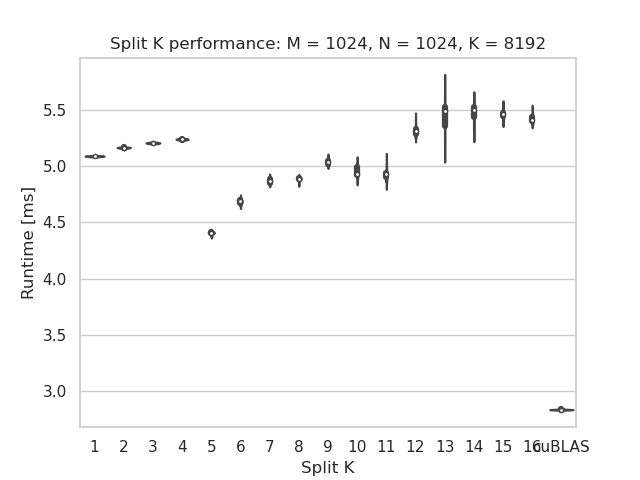 Split K performance: M = 1024, N = 1024, K = 8192
Runtime [ms]
5.5
5.0
4.5
4.0
3.5
3.0
1 2 3 4 5 6 7 8 9 10 11 12 13 14 15 16 cuBLAS
Split K